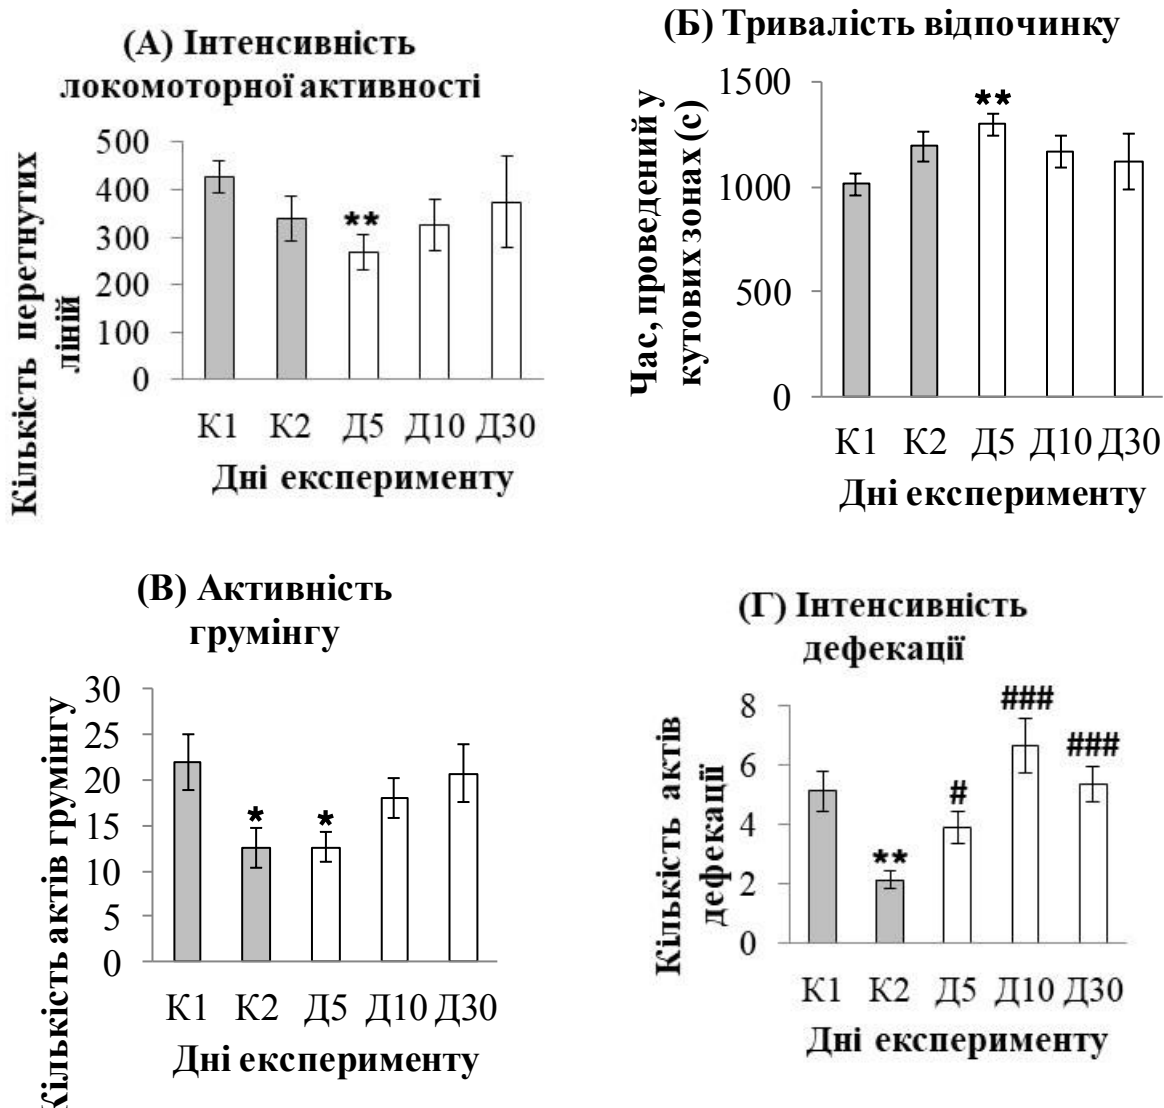 (А) Інтенсивність
локомоторної активності
Кількість перетнутих
ліній
500
400
300
200
100
0
**
К1 К2 Д5 Д10 Д30
Дні експерименту
(Б) Тривалість відпочинку
Час, проведений у
кутових зонах (с)
1500
1000
500
0
**
К1 К2 Д5 Д10 Д30
Дні експерименту
(В) Активність
грумінгу
Кількість актів грумінгу
30
25
20
15
10
5
0
* *
К1 К2 Д5 Д10 Д30
Дні експерименту
(Г) Інтенсивність
дефекації
Кількість актів
дефекації
8
6
4
2
0
** # ### ###
К1 К2 Д5 Д10 Д30
Дні експерименту